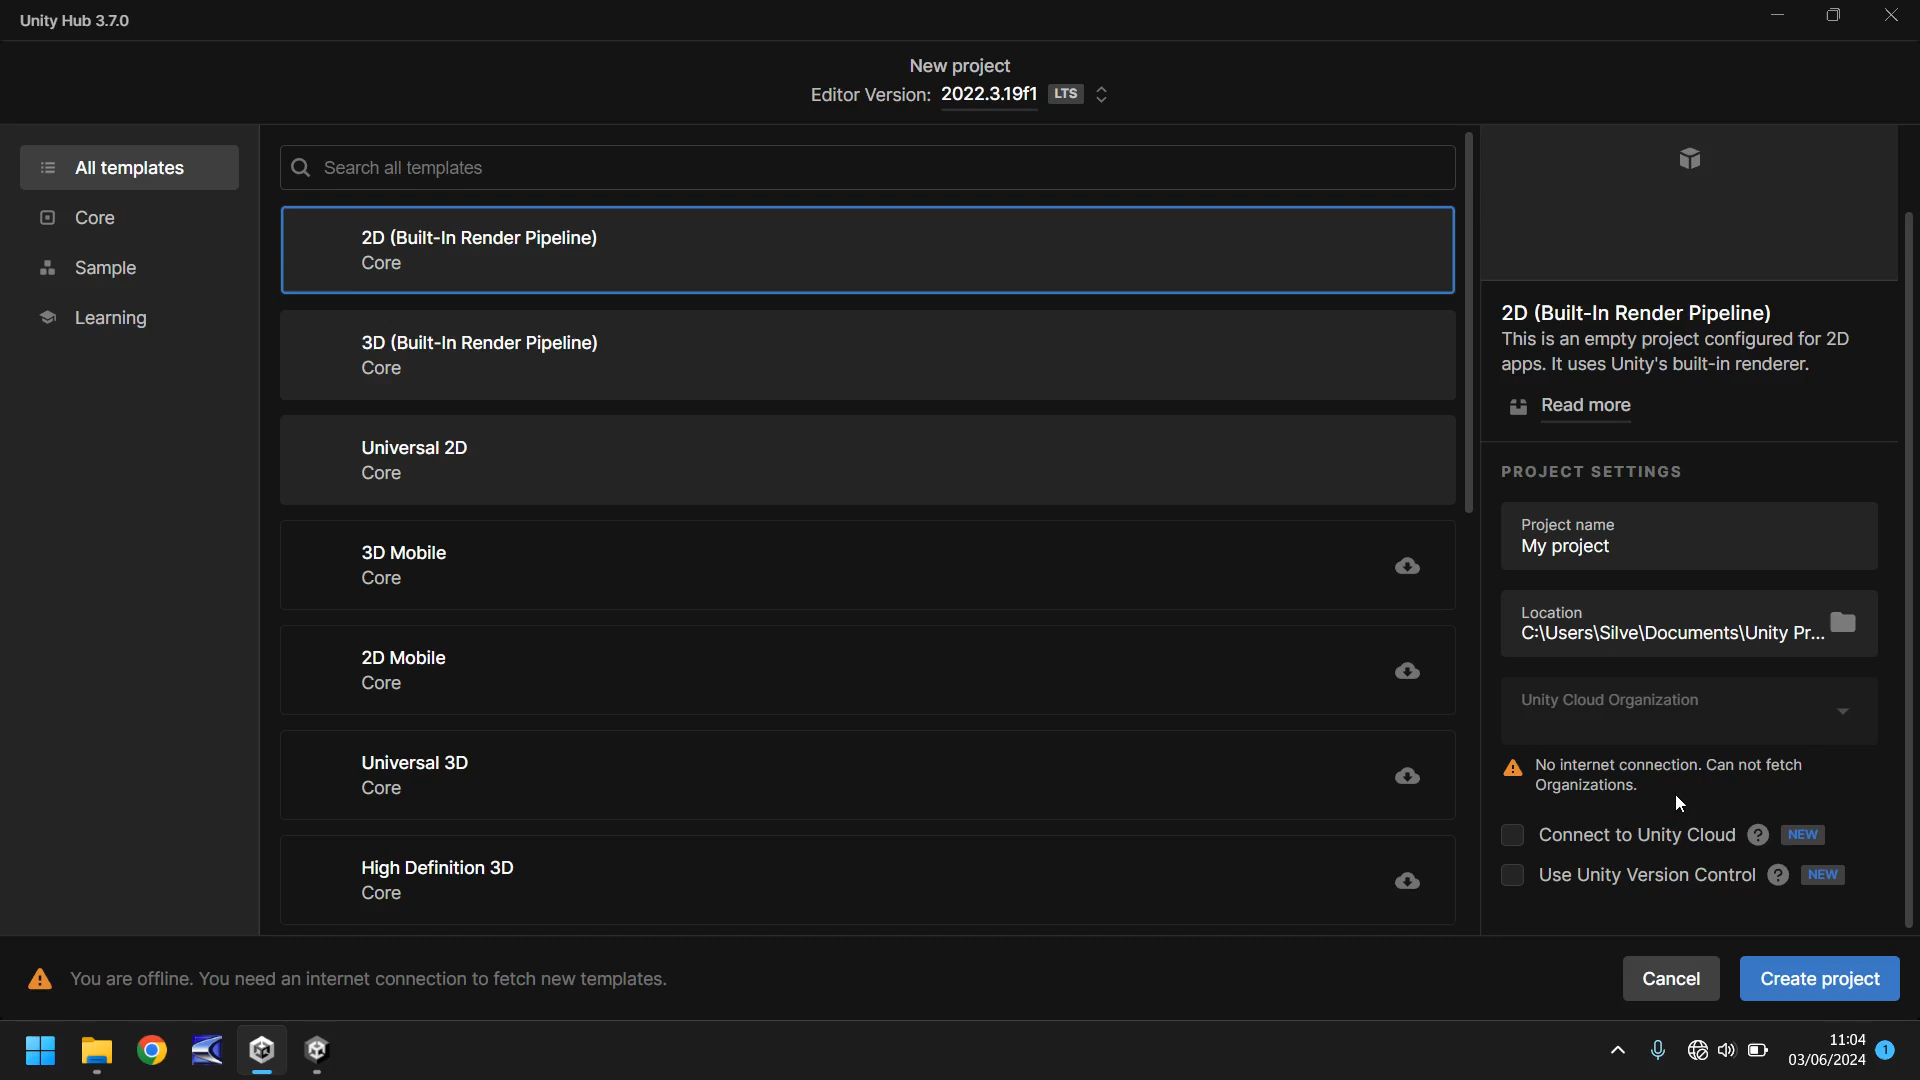 Unity Hub 3.7.0
New project
Editor Version: 2022.3.19f1 LTS
All templates
Core
Sample
Learning
Search all templates
2D (Built-In Render Pipeline)
Core
3D (Built-In Render Pipeline)
Core
Universal 2D
Core
3D Mobile
Core
2D Mobile
Core
Universal 3D
Core
High Definition 3D
Core
2D (Built-In Render Pipeline)
This is an empty project configured for 2D
apps. It uses Unity's built-in renderer.
Read more
PROJECT SETTINGS
Project name
My project
Location
C:\Users\Silve\Documents\Unity Pr...
Unity Cloud Organization
No internet connection. Can not fetch
Organizations.
Connect to Unity Cloud ? NEW
Use Unity Version Control ? NEW
You are offline. You need an internet connection to fetch new templates.
Cancel
Create project
11:04
03/06/2024
1